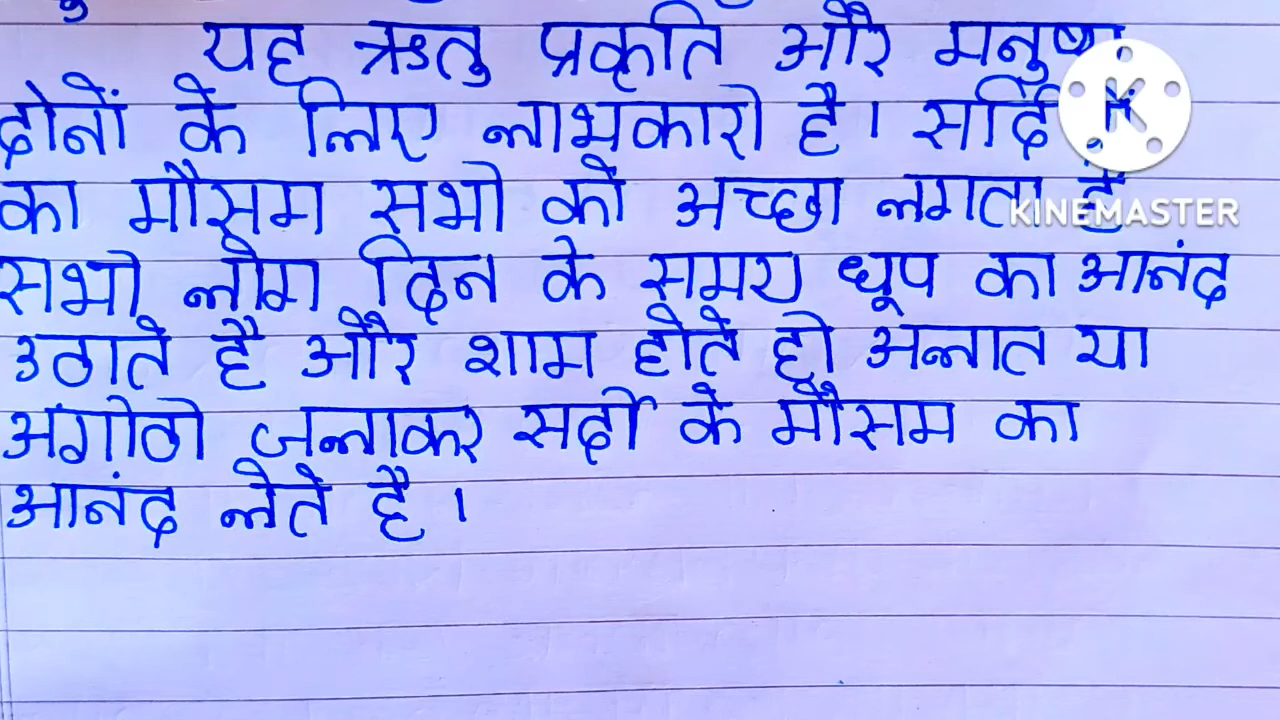 यह ऋतु प्रकृति और मनुष्य
दोनों के लिए लाभकारी है। सर्दि
का मौसम सभी को अच्छा लगता है
सभी लोग दिन के समय धूप का आनंद
उठाते है और शाम होते ही अलात या
अंगीठी जलाकर सर्दी के मौसम का
आनंद लेते है।
KINEMASTER